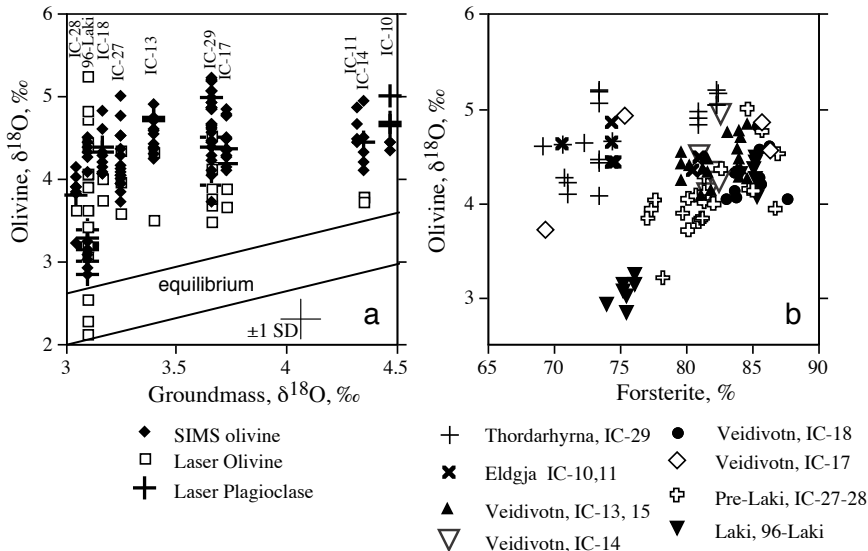 6
5
4
3
2
Olivine, δ18O, ‰
IC-28
96-Laki
IC-18
IC-27
IC-13
IC-29
IC-17
IC-11
IC-14
IC-10
equilibrium
±1 SD
a
3
3.5
4
4.5
Groundmass, δ18O, ‰
SIMS olivine
Laser Olivine
Laser Plagioclase
6
5
4
3
Olivine, δ18O, ‰
b
65
70
75
80
85
90
Forsterite, %
Thordarhyrna, IC-29
Eldgja IC-10,11
Veidivotn, IC-13, 15
Veidivotn, IC-14
Veidivotn, IC-18
Veidivotn, IC-17
Pre-Laki, IC-27-28
Laki, 96-Laki